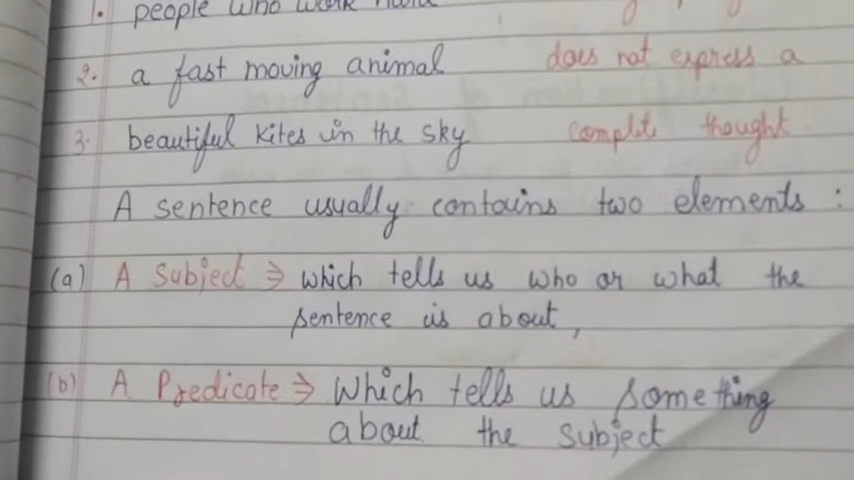 1. people who work hard
2. a fast moving animal does not express a
3. beautiful kites in the sky complete thought
A sentence usually contains two elements :
(a) A Subject ⇒ which tells us who or what the
sentence is about,
(b) A Predicate ⇒ Which tells us something
about the subject